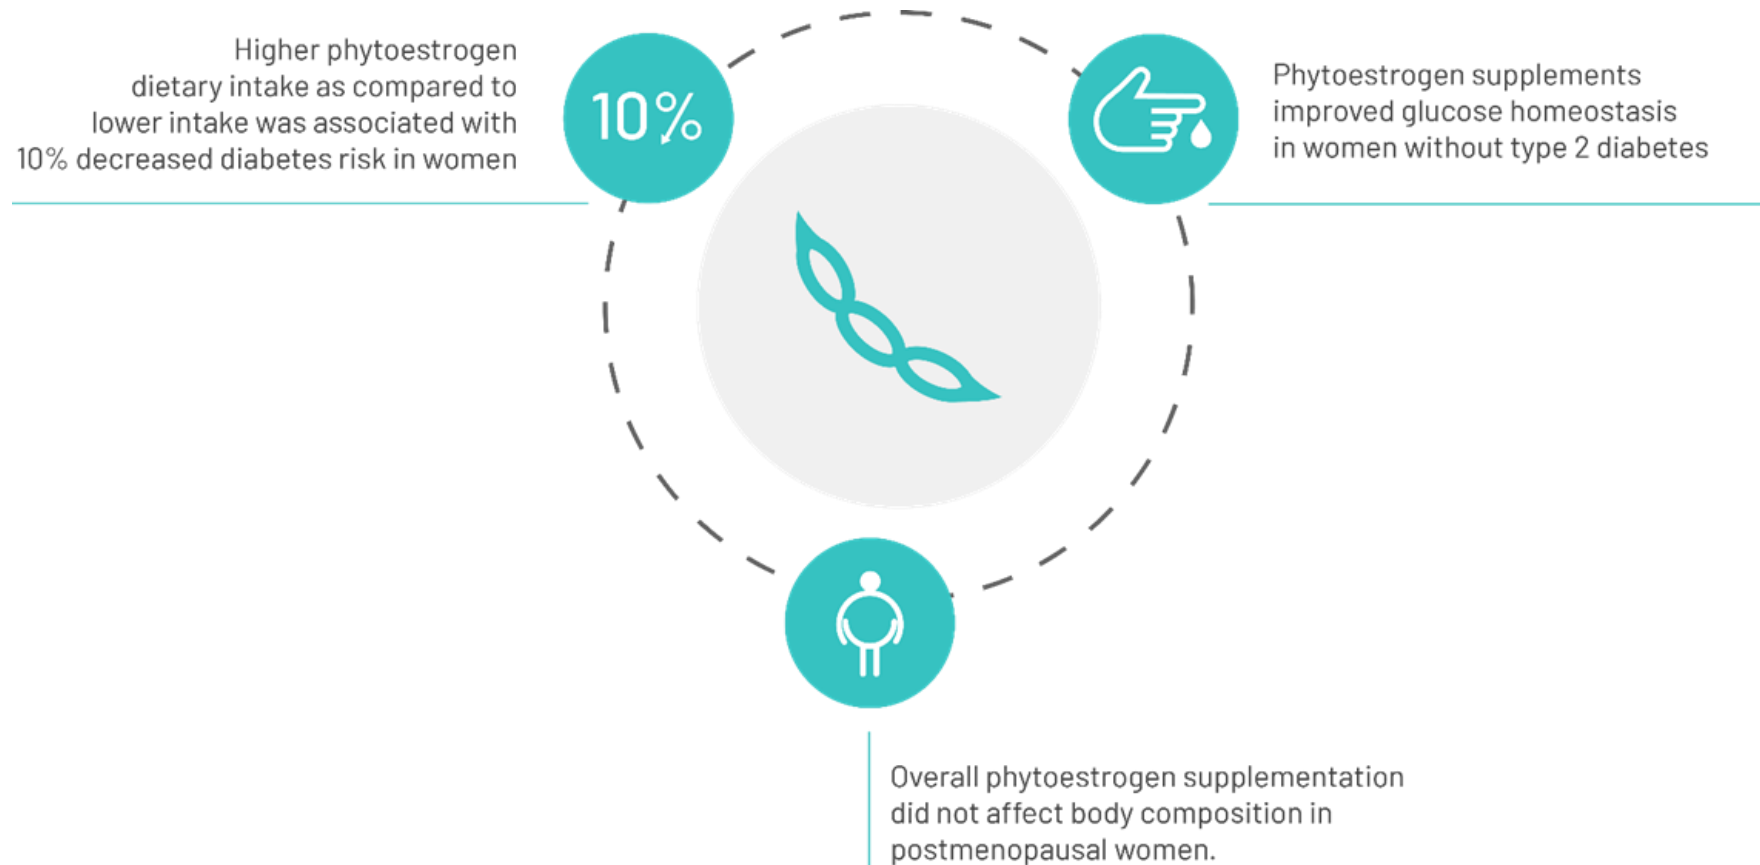 Higher phytoestrogen
dietary intake as compared to
lower intake was associated with
10% decreased diabetes risk in women
10%
Phytoestrogen supplements
improved glucose homeostasis
in women without type 2 diabetes
Overall phytoestrogen supplementation
did not affect body composition in
postmenopausal women.